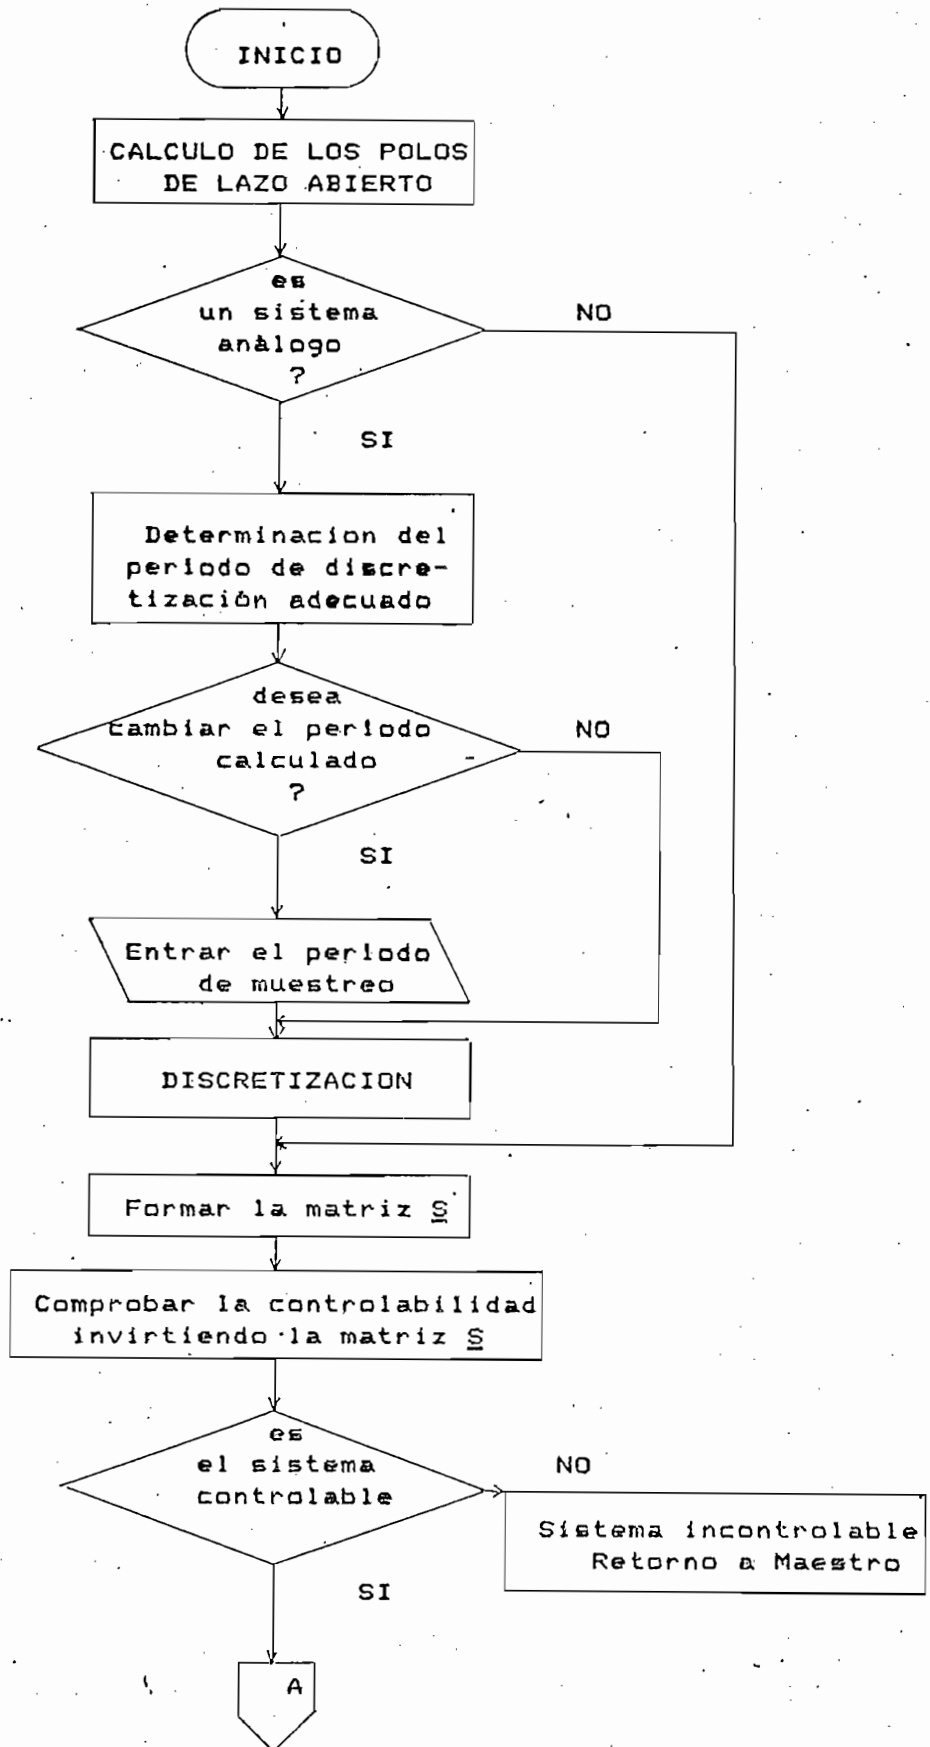 INICIO
CALCULO DE LOS POLOS
DE LAZO ABIERTO
es
un sistema
análogo
?
NO
SI
Determinacion del
periodo de discre-
tización adecuado
desea
cambiar el periodo
calculado
?
NO
SI
Entrar el periodo
de muestreo
DISCRETIZACION
Formar la matriz S
Comprobar la controlabilidad
invirtiendo la matriz S
es
el sistema
controlable
NO
Sistema incontrolable
Retorno a Maestro
SI
A